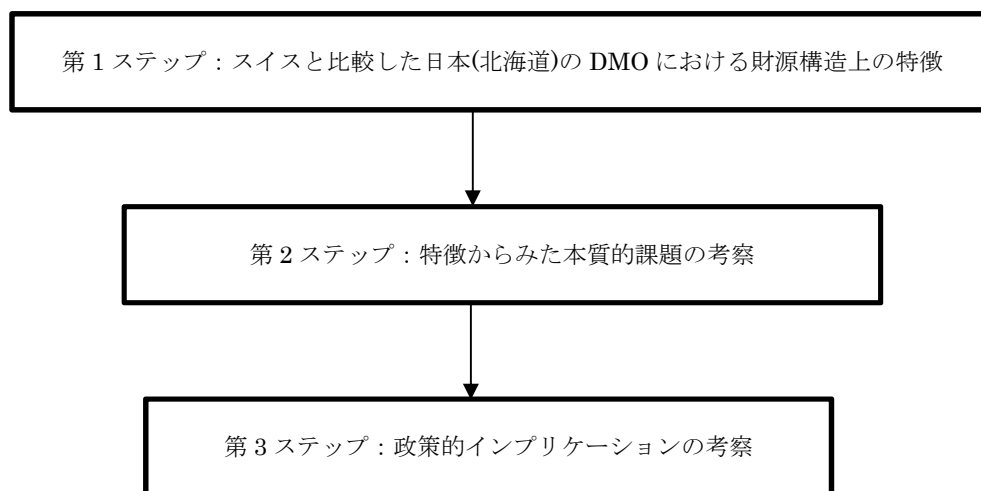 第1ステップ：スイスと比較した日本(北海道)の DMO における財源構造上の特徴
第2ステップ：特徴からみた本質的課題の考察
第3ステップ：政策的インプリケーションの考察